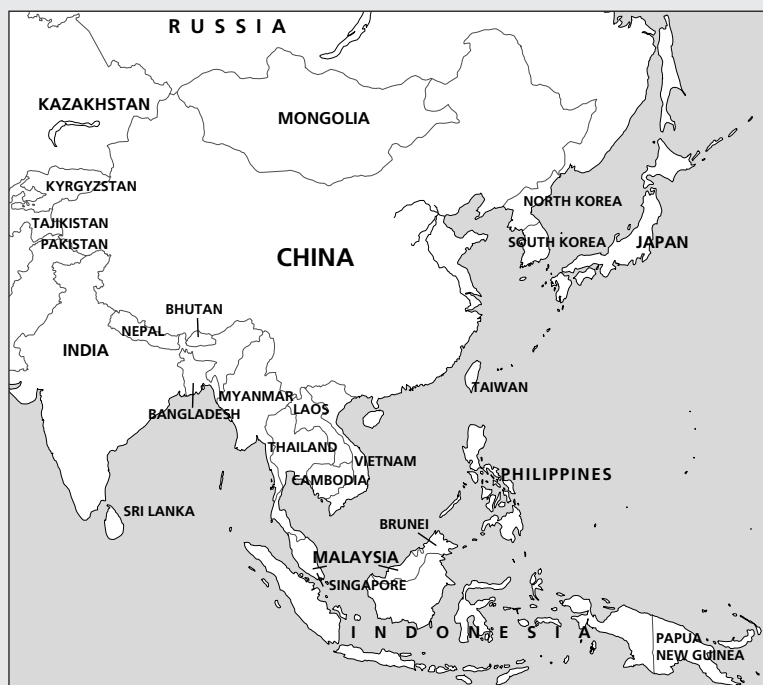 RUSSIA
KAZAKHSTAN
MONGOLIA
KYRGYZSTAN
NORTH KOREA
TAJIKISTAN
PAKISTAN
SOUTH KOREA
JAPAN
CHINA
BHUTAN
NEPAL
INDIA
TAIWAN
MYANMAR
BANGLADESH
LAOS
THAILAND
VIETNAM
PHILIPPINES
CAMBODIA
SRI LANKA
BRUNEI
MALAYSIA
SINGAPORE
INDONESIA
PAPUA
NEW GUINEA